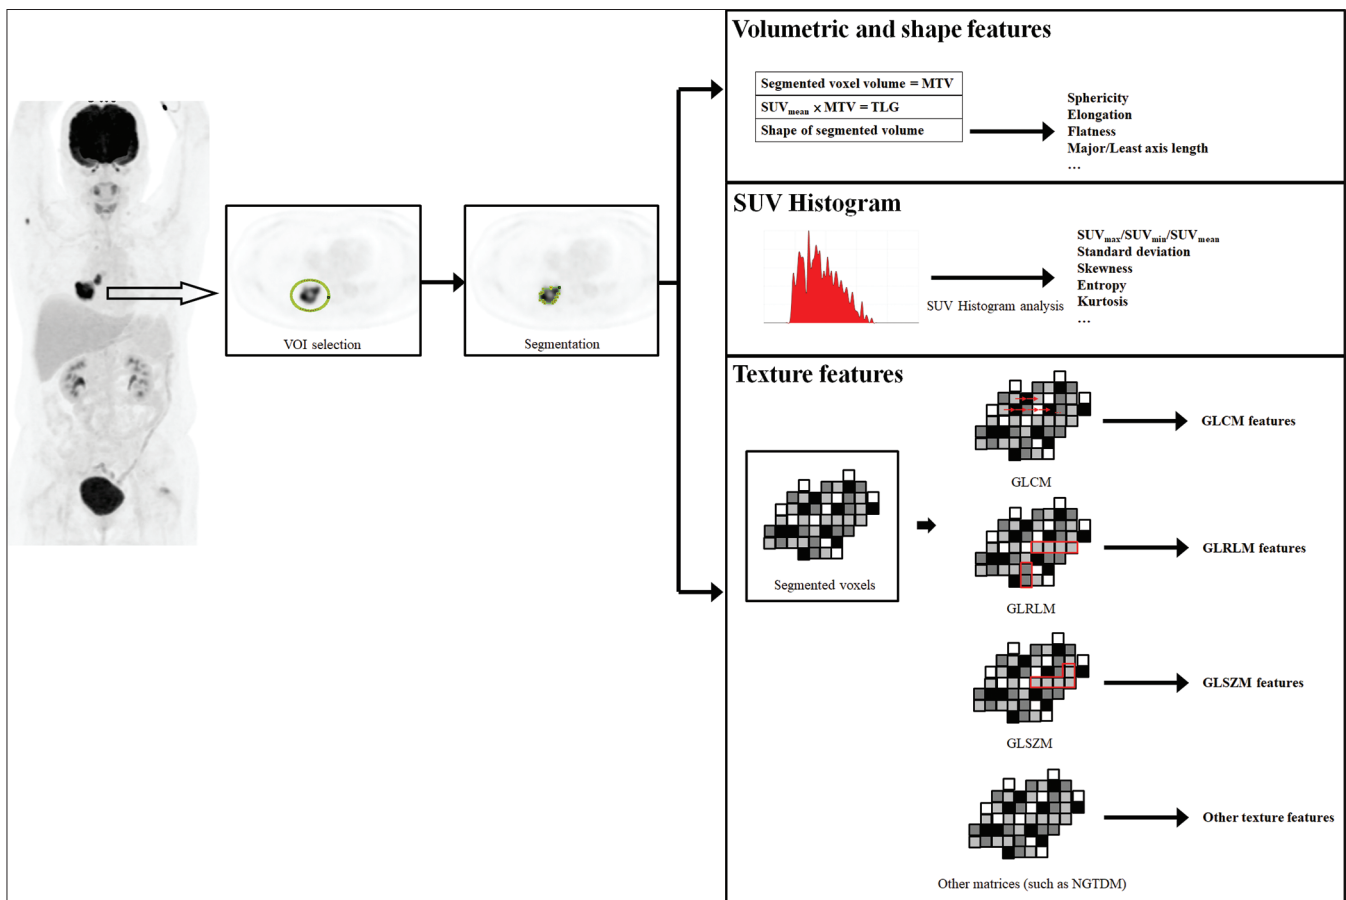 Volumetric and shape features
Segmented voxel volume = MTV
SUVmean × MTV = TLG
Shape of segmented volume
Sphericity
Elongation
Flatness
Major/Least axis length
...
SUV Histogram
SUV Histogram analysis
SUVmax/SUVmin/SUVmean
Standard deviation
Skewness
Entropy
Kurtosis
...
VOI selection
Segmentation
Texture features
Segmented voxels
GLCM
GLCM features
GLRLM
GLRLM features
GLSZM
GLSZM features
Other matrices (such as NGTDM)
Other texture features